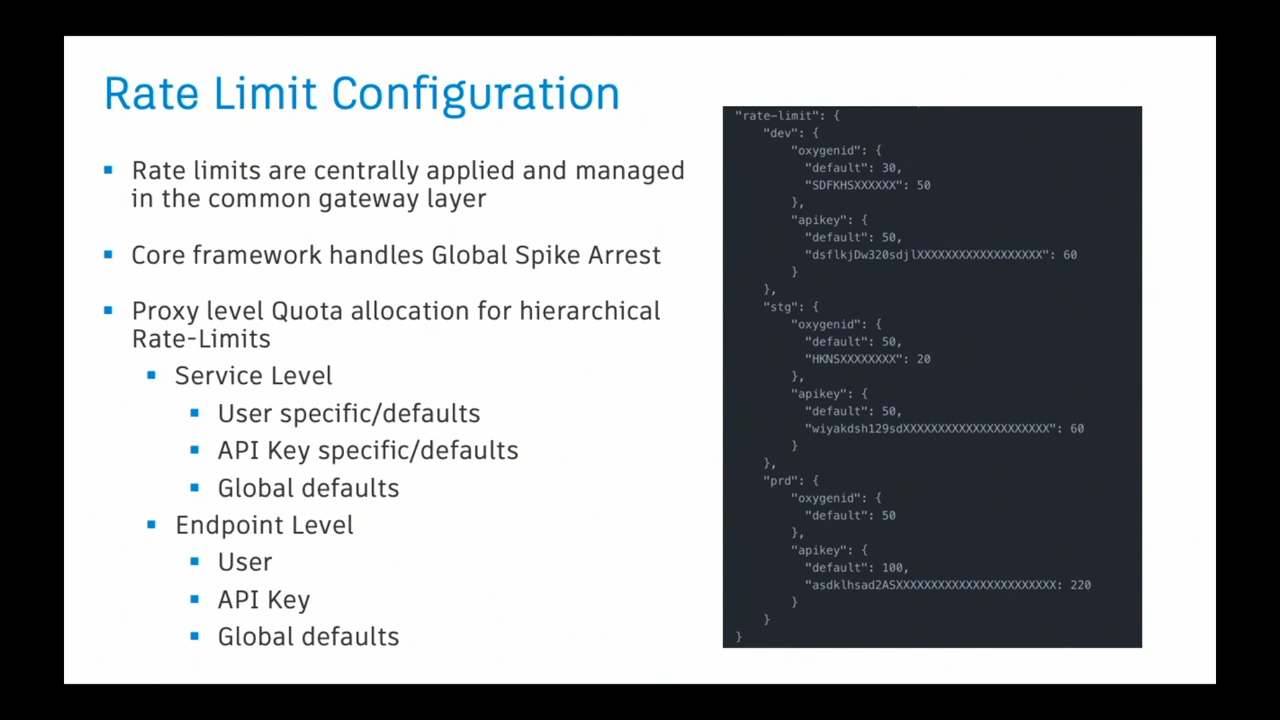 Rate Limit Configuration
▪ Rate limits are centrally applied and managed
in the common gateway layer
▪ Core framework handles Global Spike Arrest
▪ Proxy level Quota allocation for hierarchical
Rate-Limits
▪ Service Level
▪ User specific/defaults
▪ API Key specific/defaults
▪ Global defaults
▪ Endpoint Level
▪ User
▪ API Key
▪ Global defaults
"rate-limit": {
"dev": {
"oxygenid": {
"default": 30,
"SDFKHSXXXXXX": 50
},
"apikey": {
"default": 50,
"dsflkjDw320sdjlXXXXXXXXXXXXXXXXXX": 60
}
},
"stg": {
"oxygenid": {
"default": 50,
"HKNSXXXXXXXX": 20
},
"apikey": {
"default": 50,
"wiyakdsh129sdXXXXXXXXXXXXXXXXXXXXX": 60
}
},
"prd": {
"oxygenid": {
"default": 50
},
"apikey": {
"default": 100,
"asdklhsad2ASXXXXXXXXXXXXXXXXXXXXXXX: 220
}
}
}